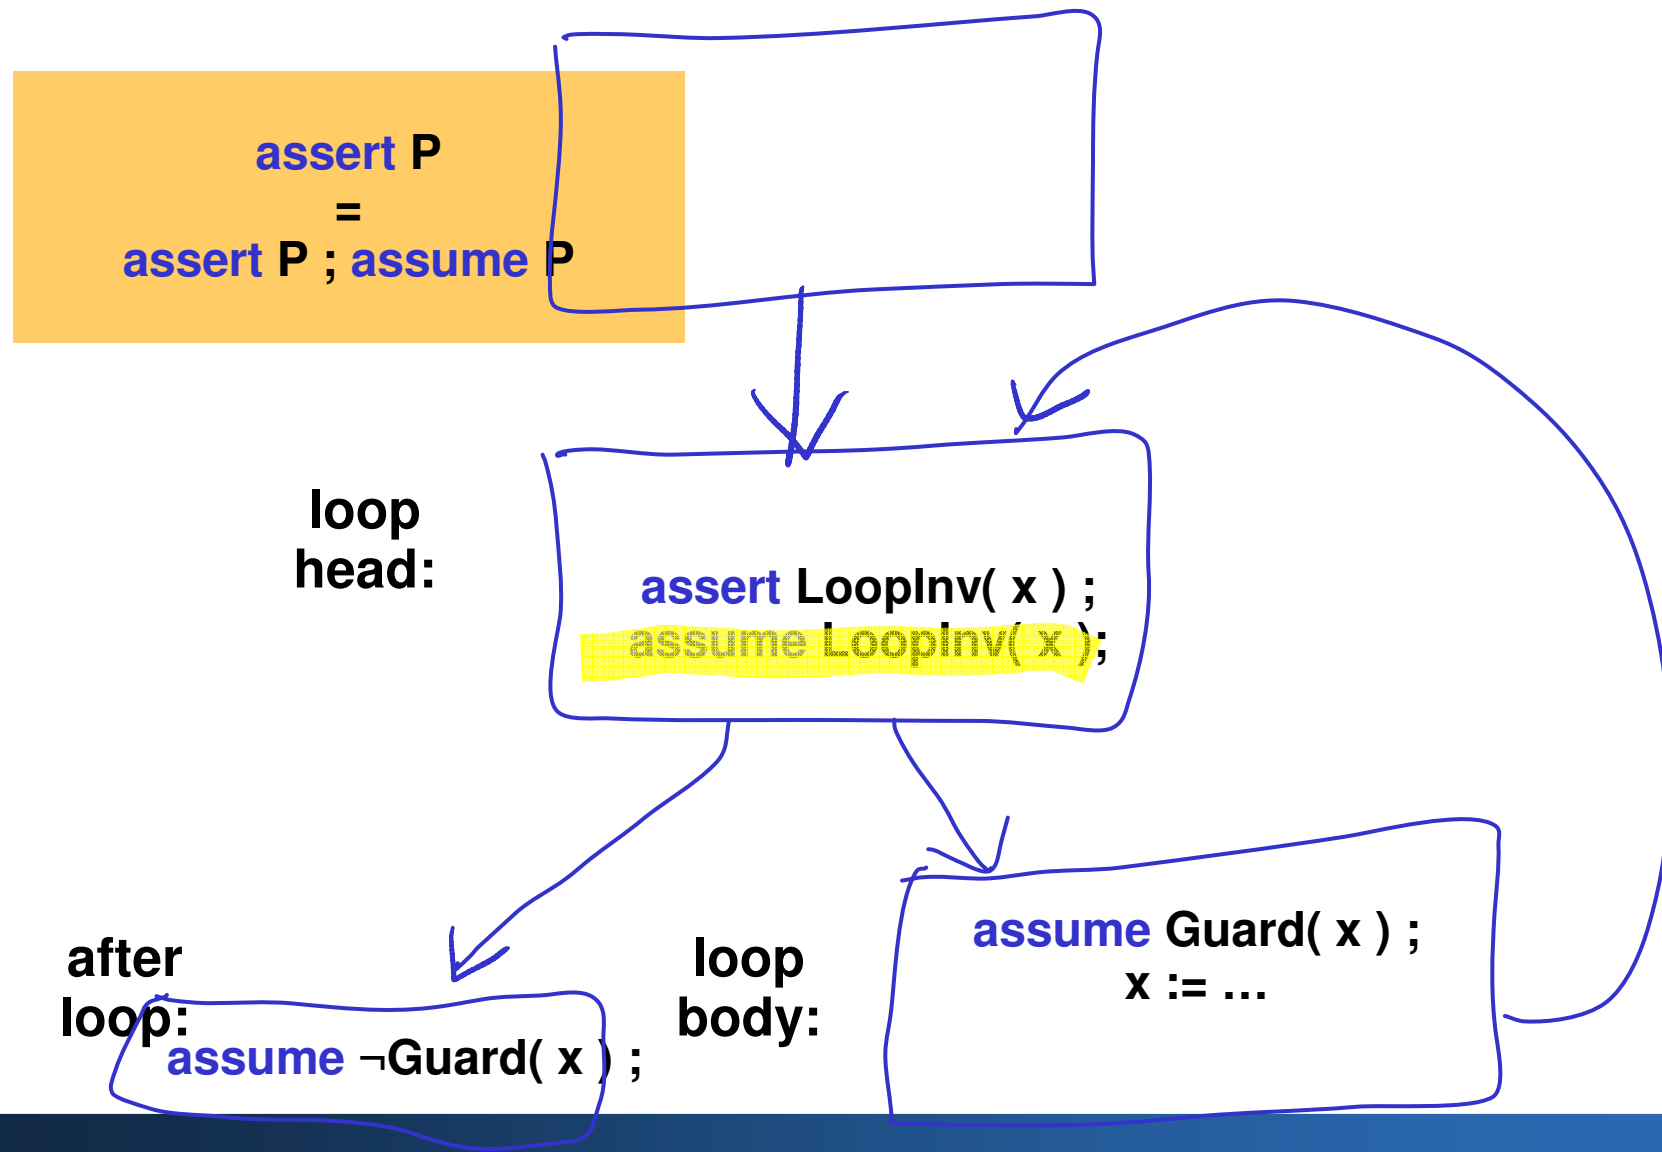 assert P
=
assert P ; assume P
loop
head:
assert LoopInv( x ) ;
assume LoopInv( x );
after
loop:
assume ¬Guard( x ) ;
loop
body:
assume Guard( x ) ;
x := …